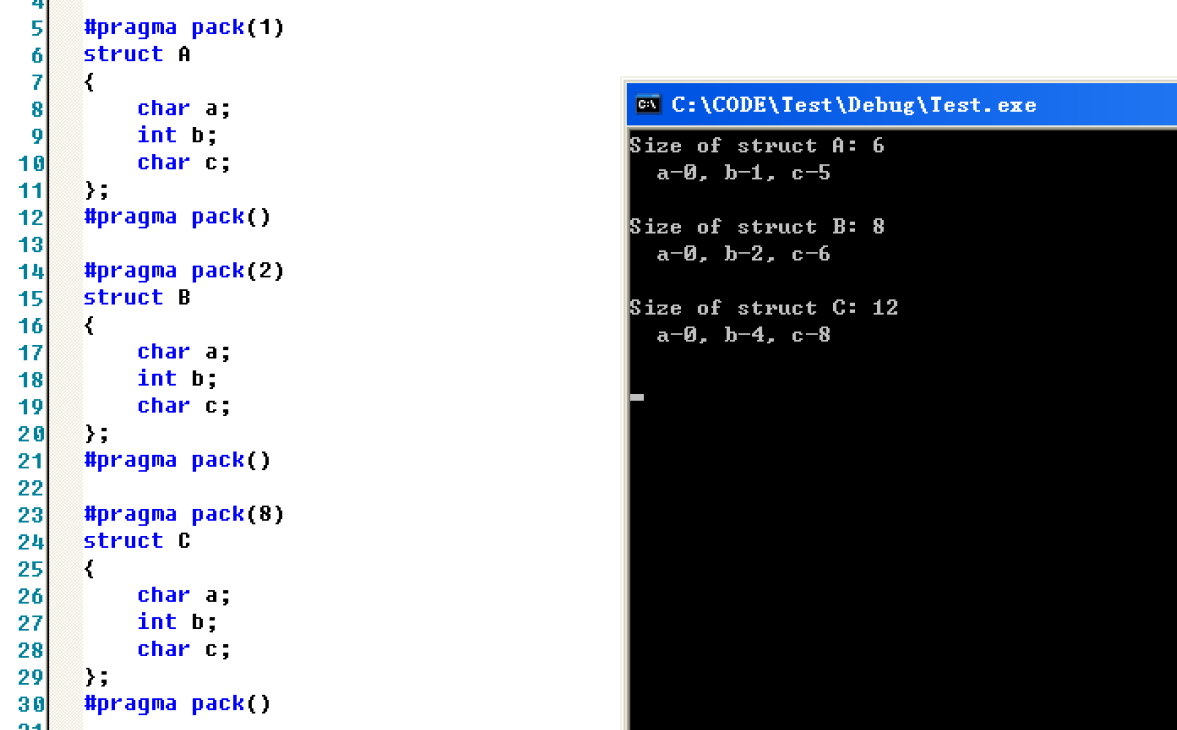 4
5 #pragma pack(1)
6 struct A
7 {
8 char a;
9 int b;
10 char c;
11 };
12 #pragma pack()
13
14 #pragma pack(2)
15 struct B
16 {
17 char a;
18 int b;
19 char c;
20 };
21 #pragma pack()
22
23 #pragma pack(8)
24 struct C
25 {
26 char a;
27 int b;
28 char c;
29 };
30 #pragma pack()
31
C:\CODE\Test\Debug\Test.exe
Size of struct A: 6
a-0, b-1, c-5
Size of struct B: 8
a-0, b-2, c-6
Size of struct C: 12
a-0, b-4, c-8